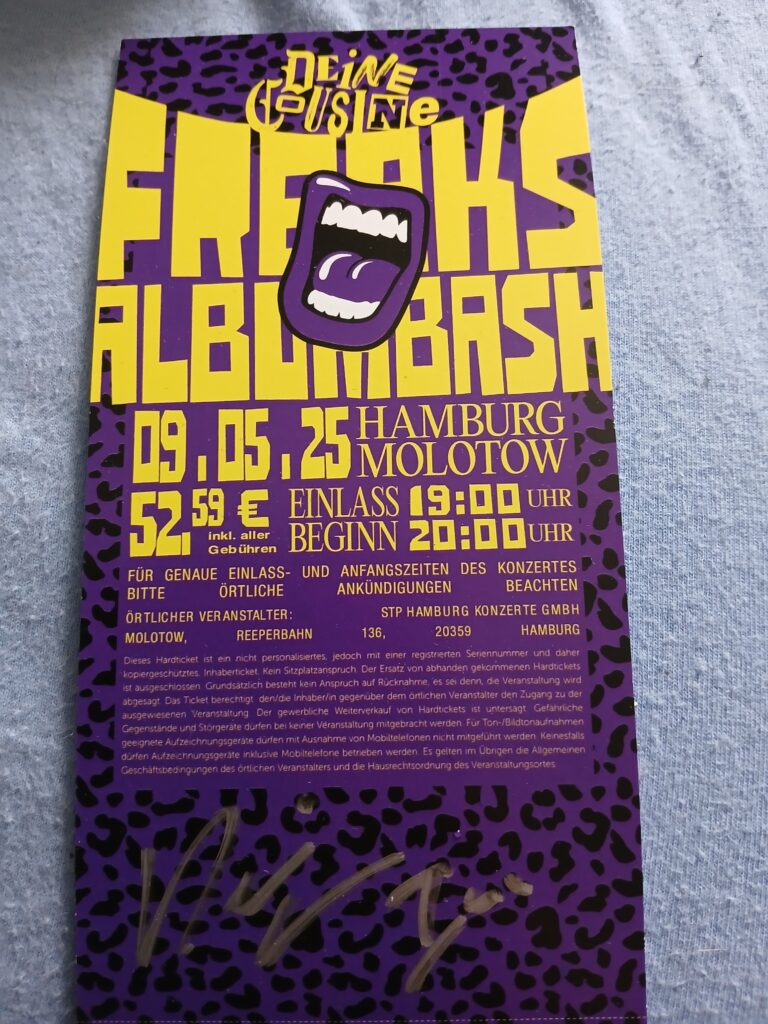 DEiNE
COUSINe
FREAKS
ALBUMBASH
09.05.25 HAMBURG
MOLOTOW
52,59 € inkl. aller Gebühren
EINLASS 19:00 UHR
BEGINN 20:00 UHR
FÜR GENAUE EINLASS- UND ANFANGSZEITEN DES KONZERTES
BITTE ÖRTLICHE ANKÜNDIGUNGEN BEACHTEN
ÖRTLICHER VERANSTALTER: STP HAMBURG KONZERTE GMBH
MOLOTOW, REEPERBAHN 136, 20359 HAMBURG
Dieses Hardticket ist ein nicht personalisiertes, jedoch mit einer registrierten Seriennummer und daher
kopiergeschütztes, Inhaberticket. Kein Sitzplatzanspruch. Der Ersatz von abhanden gekommenen Hardtickets
ist ausgeschlossen. Grundsätzlich besteht kein Anspruch auf Rücknahme, es sei denn, die Veranstaltung wird
abgesagt. Das Ticket berechtigt den/die Inhaber/in gegenüber dem örtlichen Veranstalter den Zugang zu der
ausgewiesenen Veranstaltung. Der gewerbliche Weiterverkauf von Hardtickets ist untersagt. Gefährliche
Gegenstände und Störgeräte dürfen bei keiner Veranstaltung mitgebracht werden. Für Ton-/Bildtonaufnahmen
geeignete Aufzeichnungsgeräte dürfen mit Ausnahme von Mobiltelefonen nicht mitgeführt werden. Keinesfalls
dürfen Aufzeichnungsgeräte inklusive Mobiltelefone betrieben werden. Es gelten im Übrigen die Allgemeinen
Geschäftsbedingungen des örtlichen Veranstalters und die Hausrechtsordnung des Veranstaltungsortes.